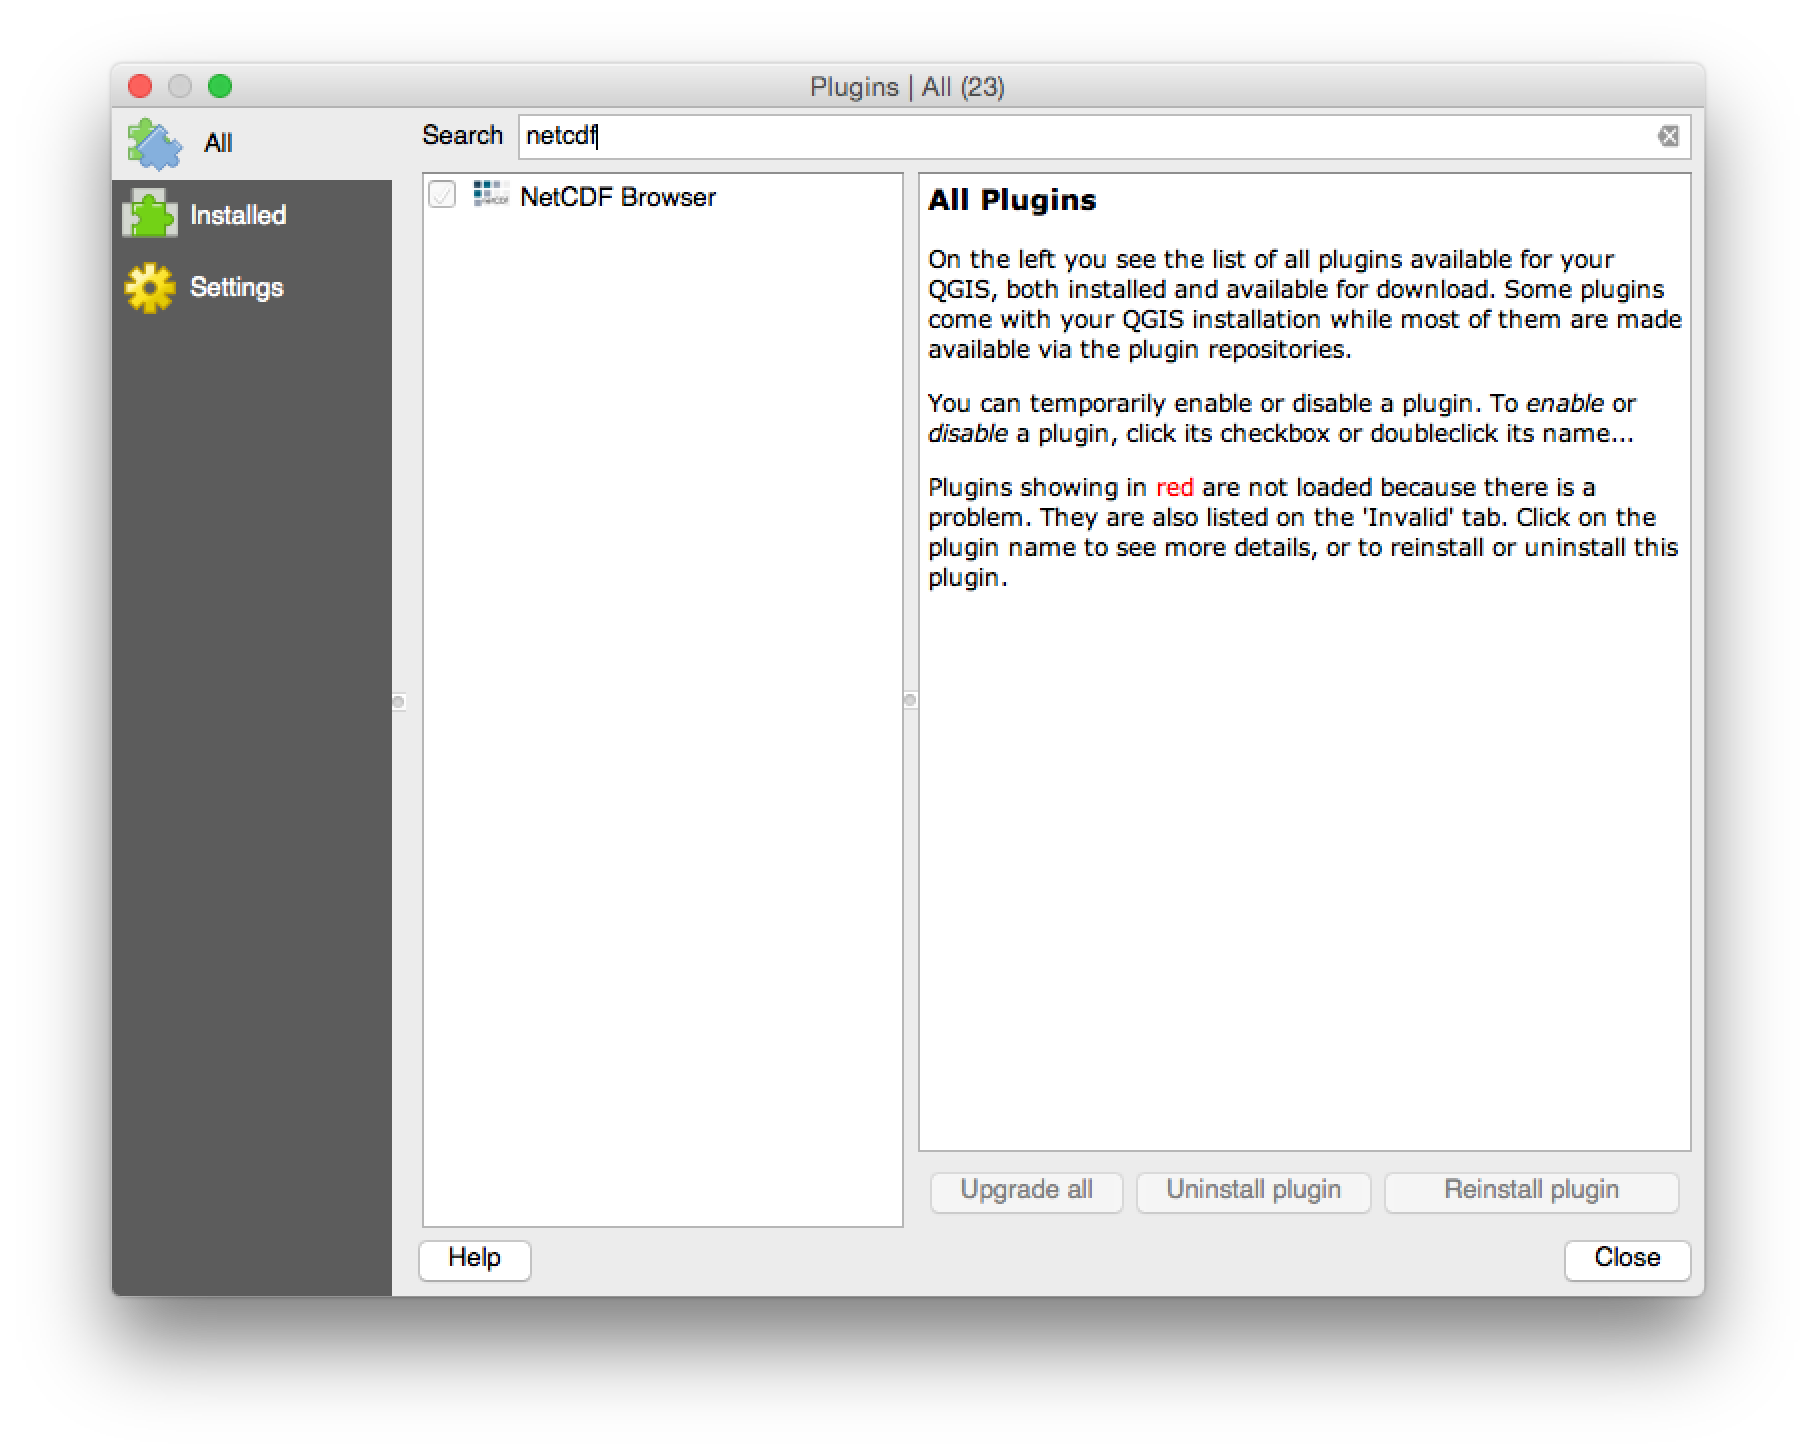 Plugins | All (23)
All
Installed
Settings
Search netcdf
NetCDF Browser
All Plugins
On the left you see the list of all plugins available for your
QGIS, both installed and available for download. Some plugins
come with your QGIS installation while most of them are made
available via the plugin repositories.
You can temporarily enable or disable a plugin. To enable or
disable a plugin, click its checkbox or doubleclick its name...
Plugins showing in red are not loaded because there is a
problem. They are also listed on the 'Invalid' tab. Click on the
plugin name to see more details, or to reinstall or uninstall this
plugin.
Upgrade all Uninstall plugin Reinstall plugin
Help Close